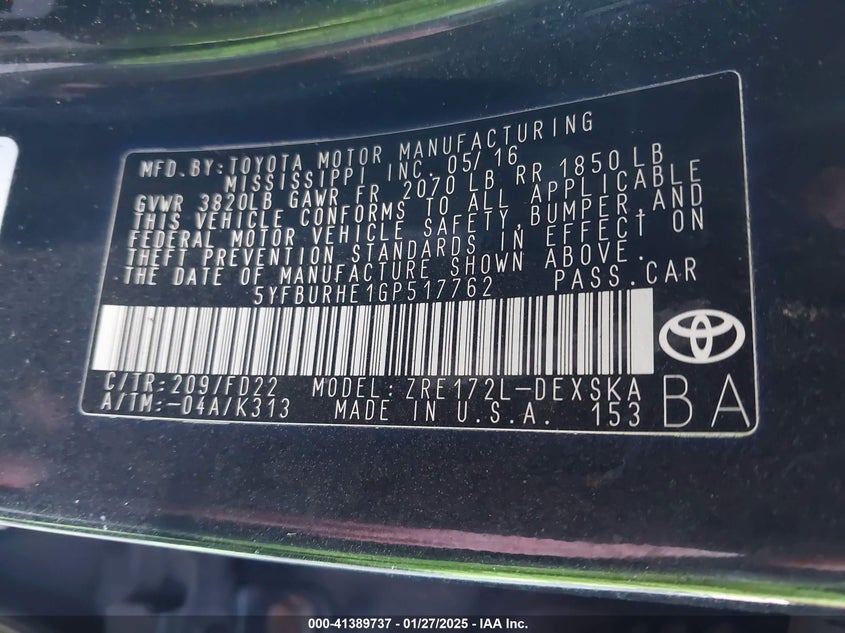 MFD.BY:TOYOTA MOTOR MANUFACTURING
MISSISSIPPI INC. 05/16
GVWR 3820LB GAWR FR 2070 LB RR 1850 LB
THIS VEHICLE CONFORMS TO ALL APPLICABLE
FEDERAL MOTOR VEHICLE SAFETY,BUMPER,AND
THEFT PREVENTION STANDARDS IN EFFECT ON
THE DATE OF MANUFACTURE SHOWN ABOVE.
5YFBURHE1GP517762 PASS.CAR
C/TR:209/FD22 MODEL:ZRE172L-DEXSKA
A/TM:-04A/K313 MADE IN U.S.A. 153
BA
000-41389737 - 01/27/2025 - IAA Inc.